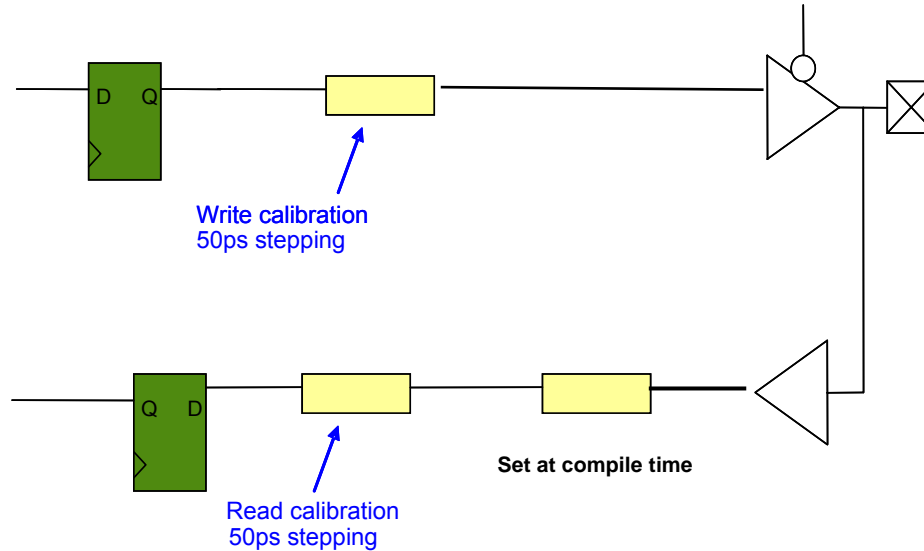 D Q
Write calibration
50ps stepping
Q D
Set at compile time
Read calibration
50ps stepping